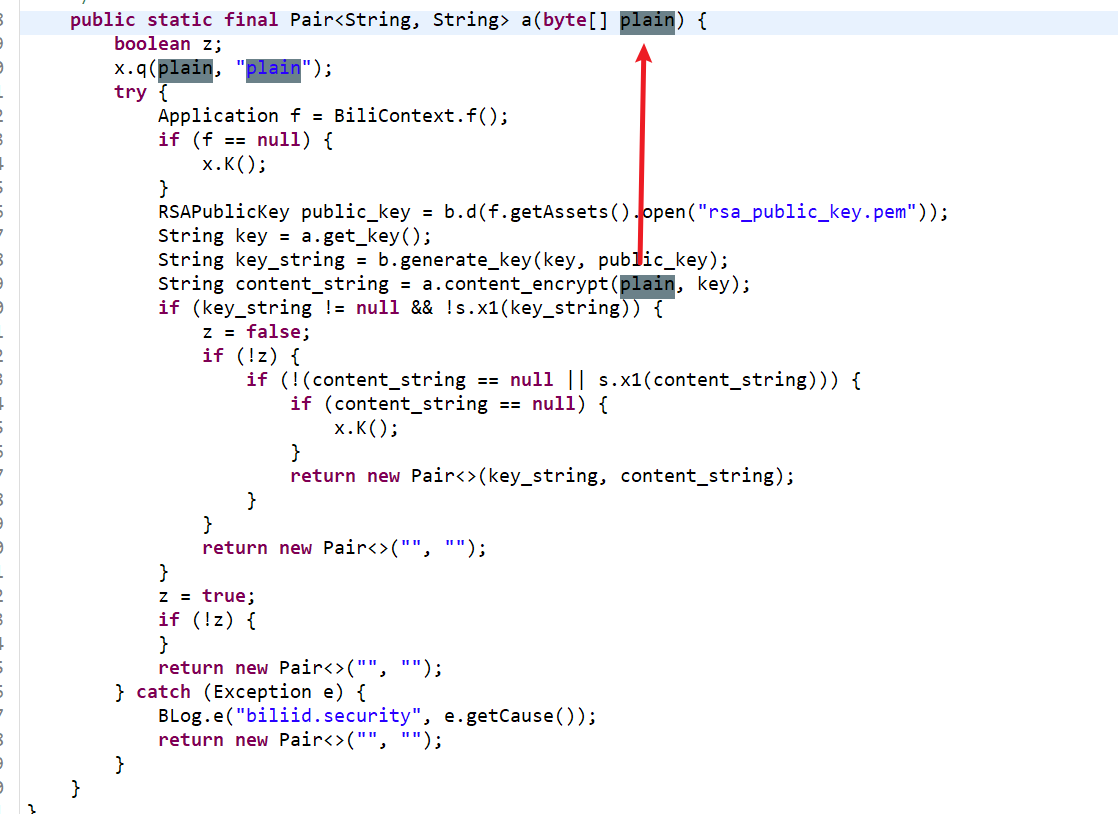 public static final Pair<String, String> a(byte[] plain) {
boolean z;
x.q(plain, "plain");
try {
Application f = BiliContext.f();
if (f == null) {
x.K();
}
RSAPublicKey public_key = b.d(f.getAssets().open("rsa_public_key.pem"));
String key = a.get_key();
String key_string = b.generate_key(key, public_key);
String content_string = a.content_encrypt(plain, key);
if (key_string != null && !s.x1(key_string)) {
z = false;
if (!z) {
if (!(content_string == null || s.x1(content_string))) {
if (content_string == null) {
x.K();
}
return new Pair<>(key_string, content_string);
}
}
return new Pair<>("", "");
}
z = true;
if (!z) {
}
return new Pair<>("", "");
} catch (Exception e) {
BLog.e("biliid.security", e.getCause());
return new Pair<>("", "");
}
}
}